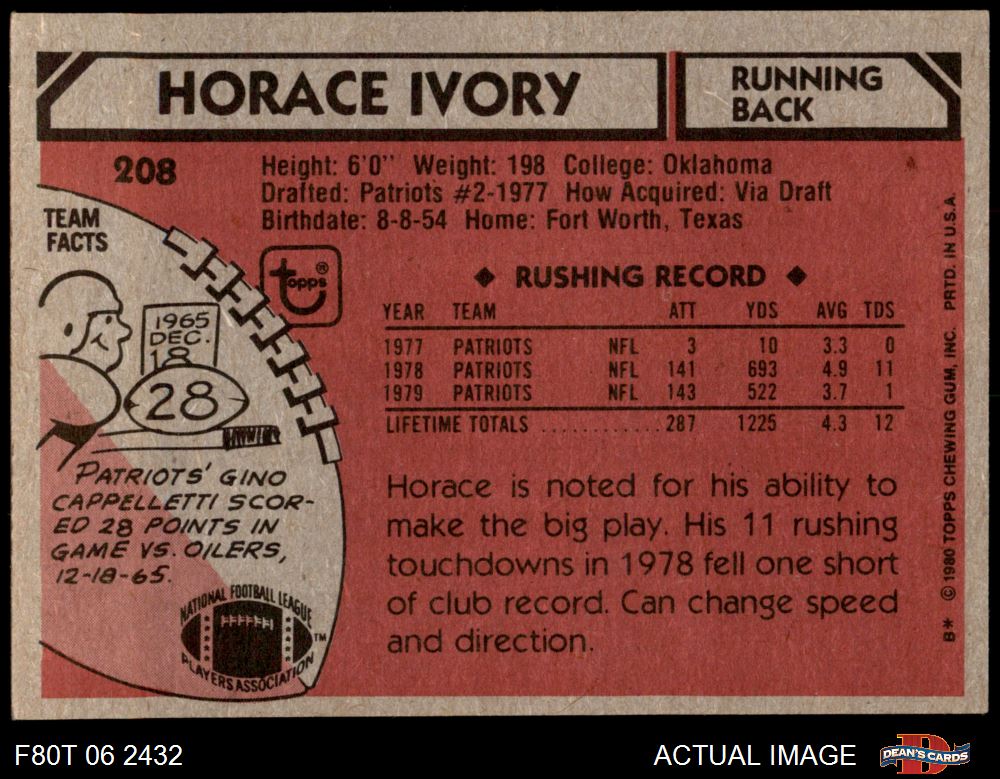 HORACE IVORY
RUNNING
BACK
208
Height: 6'0" Weight: 198 College: Oklahoma
Drafted: Patriots #2-1977 How Acquired: Via Draft
Birthdate: 8-8-54 Home: Fort Worth, Texas
TEAM
FACTS
topps®
1965
DEC.
18
28
PATRIOTS' GINO
CAPPELLETTI SCOR-
ED 28 POINTS IN
GAME VS. OILERS,
12-18-65.
NATIONAL FOOTBALL LEAGUE
PLAYERS ASSOCIATION
TM
◆ RUSHING RECORD ◆
YEAR TEAM ATT YDS AVG TDS
1977 PATRIOTS NFL 3 10 3.3 0
1978 PATRIOTS NFL 141 693 4.9 11
1979 PATRIOTS NFL 143 522 3.7 1
LIFETIME TOTALS ............287 1225 4.3 12
Horace is noted for his ability to
make the big play. His 11 rushing
touchdowns in 1978 fell one short
of club record. Can change speed
and direction.
B* © 1980 TOPPS CHEWING GUM, INC. PRTD. IN U.S.A.
F80T 06 2432
ACTUAL IMAGE
DEAN'S CARDS